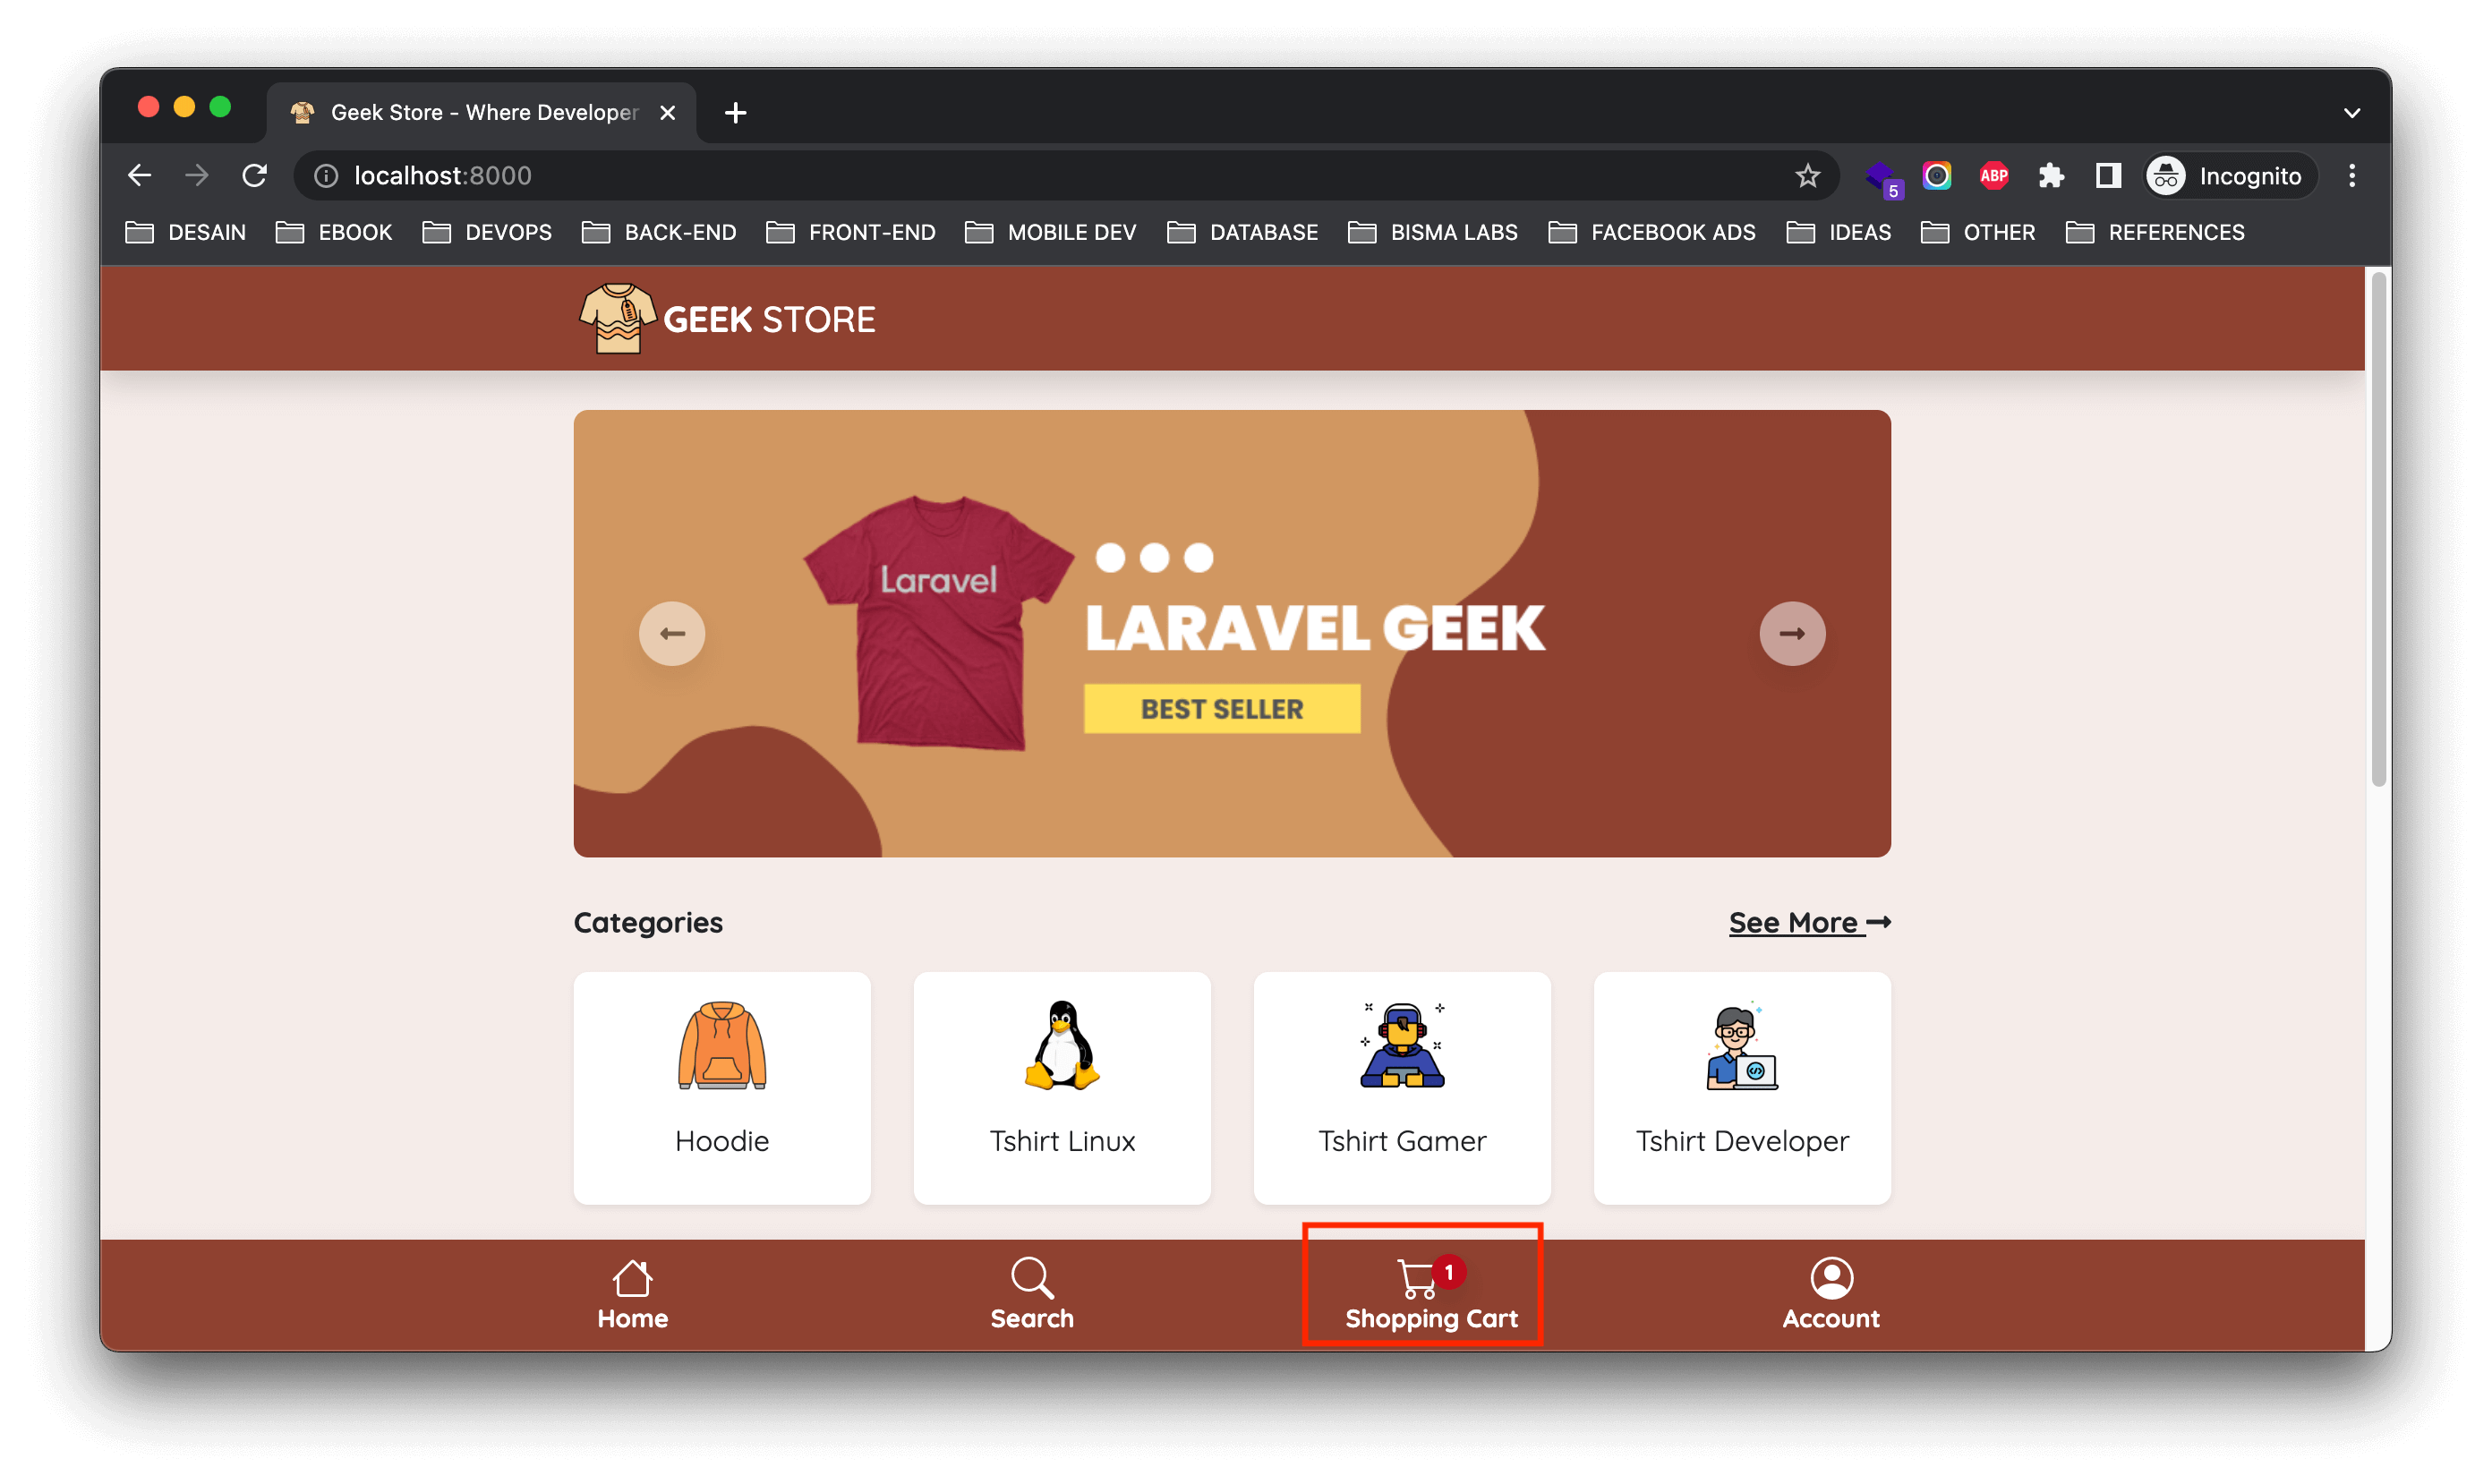 Geek Store - Where Developer
localhost:8000
5
ABP
Incognito
DESAIN
EBOOK
DEVOPS
BACK-END
FRONT-END
MOBILE DEV
DATABASE
BISMA LABS
FACEBOOK ADS
IDEAS
OTHER
REFERENCES
GEEK STORE
Laravel
LARAVEL GEEK
BEST SELLER
Categories
See More
Hoodie
Tshirt Linux
Tshirt Gamer
Tshirt Developer
Home
Search
1
Shopping Cart
Account